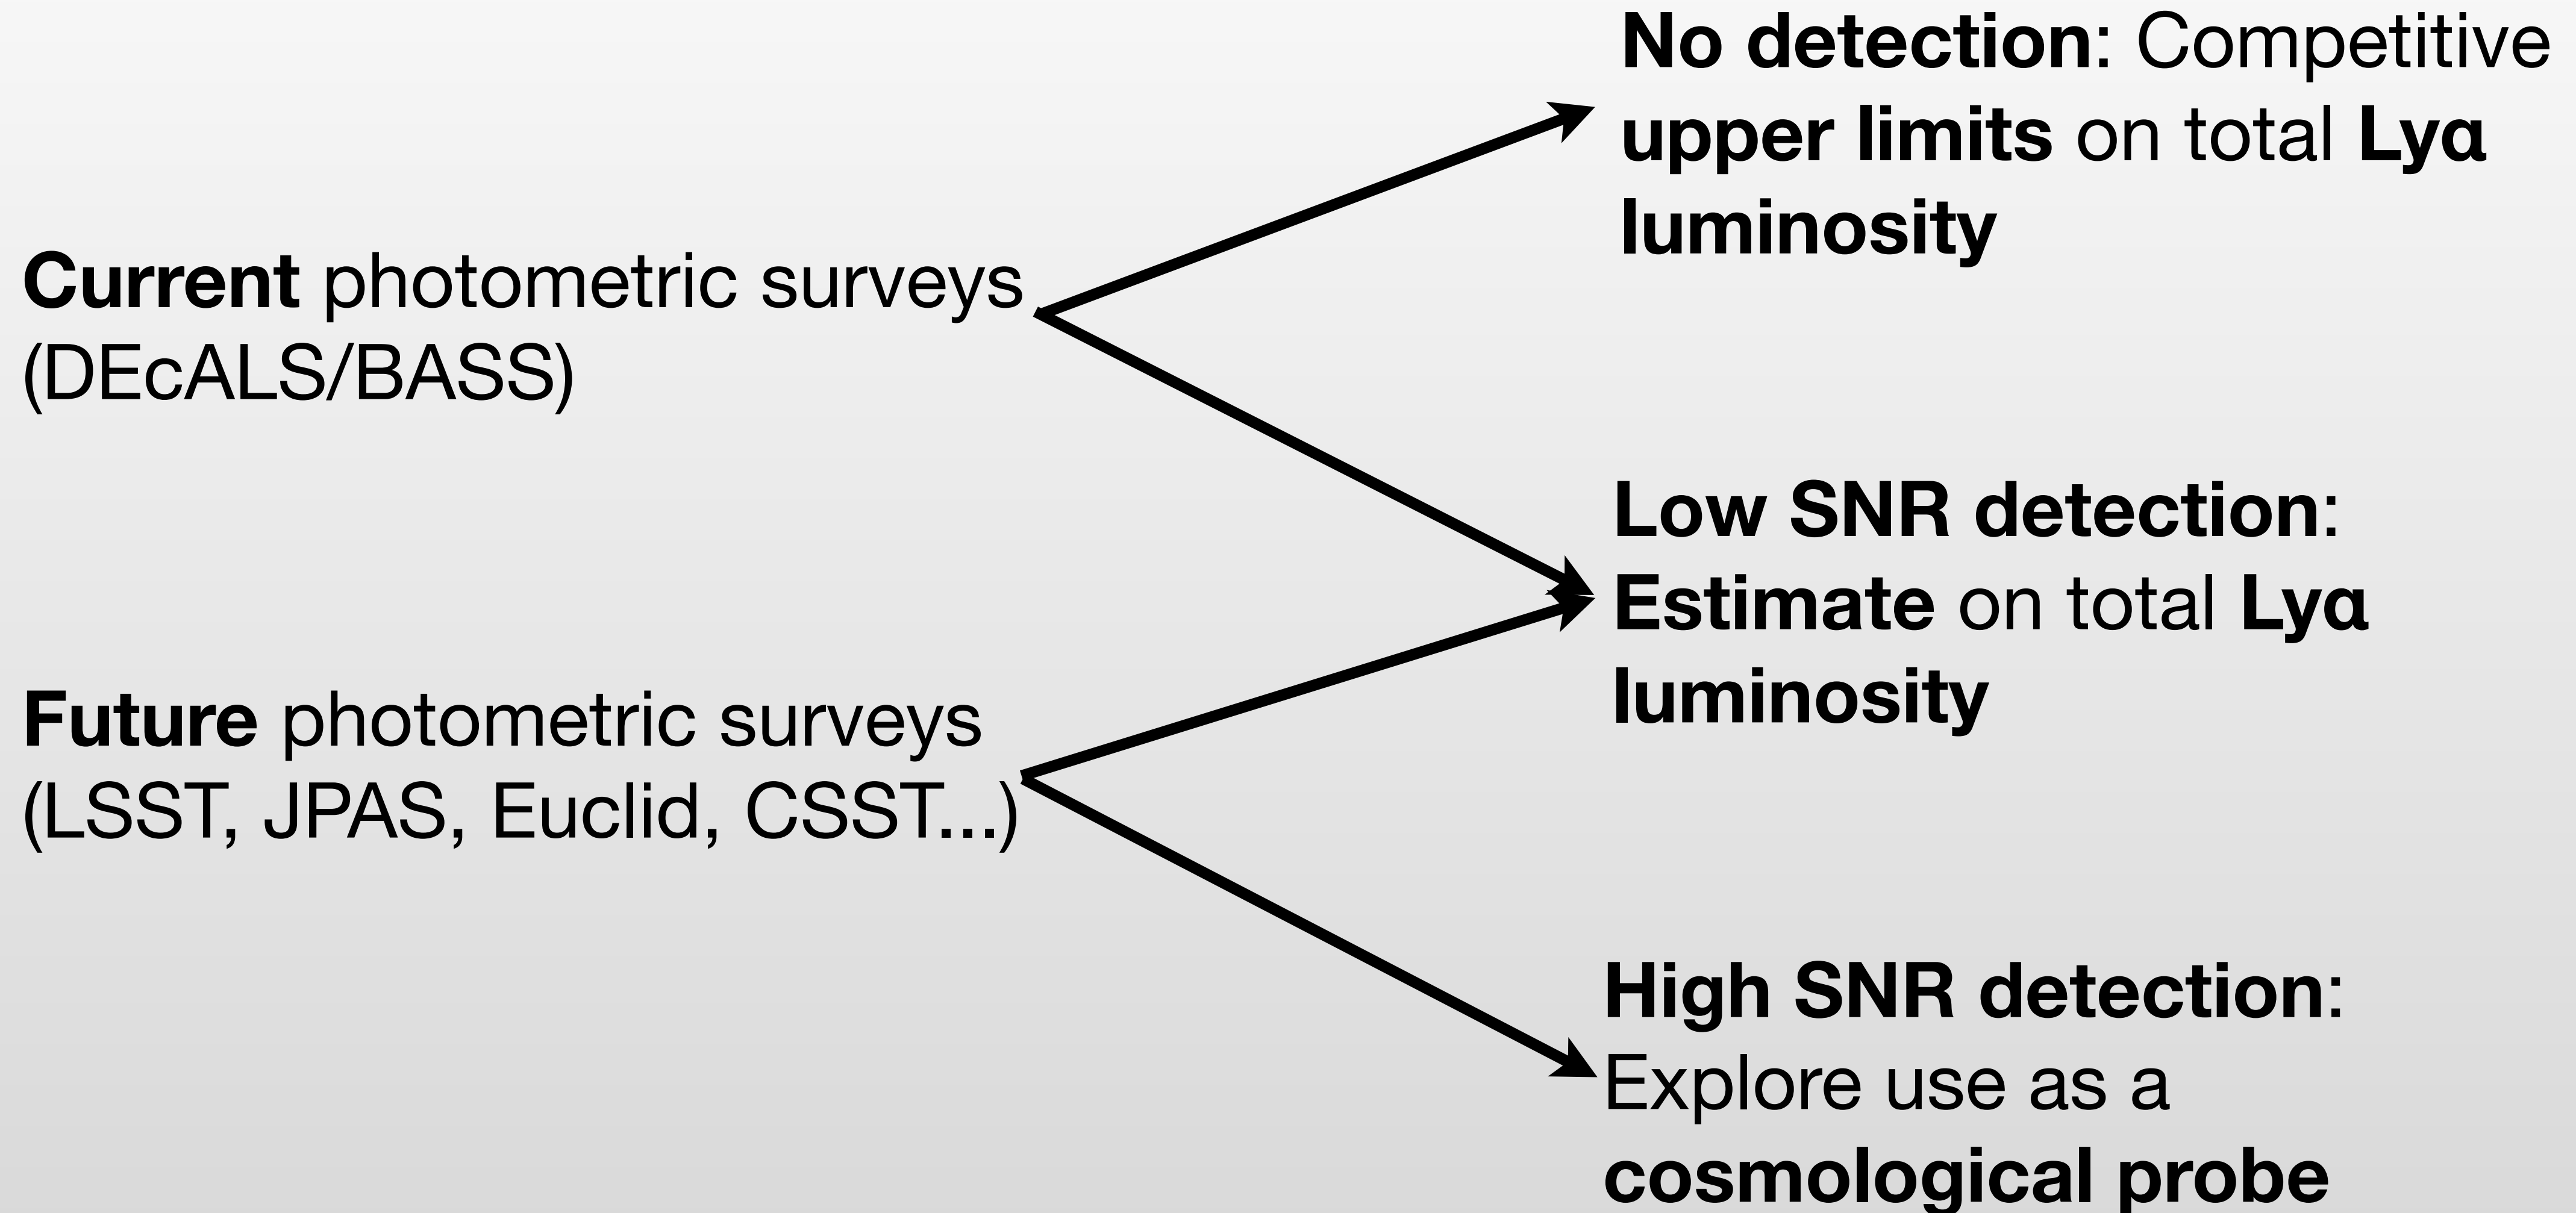 No detection: Competitive
upper limits on total Lyα
luminosity
Current photometric surveys
(DEcALS/BASS)
Low SNR detection:
Estimate on total Lyα
luminosity
Future photometric surveys
(LSST, JPAS, Euclid, CSST...)
High SNR detection:
Explore use as a
cosmological probe